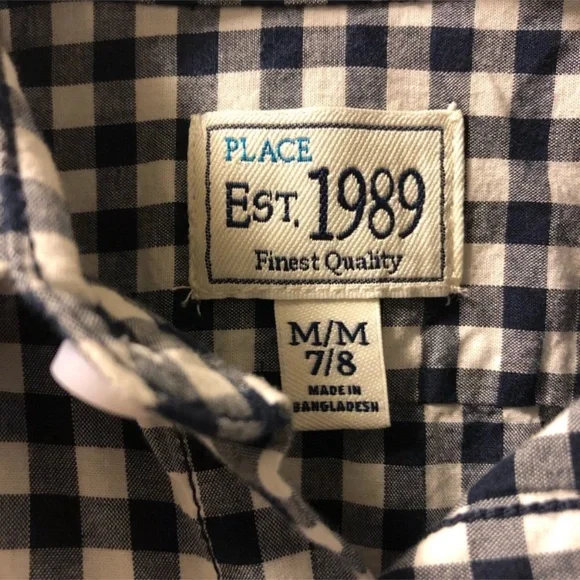 PLACE
EST. 1989
Finest Quality
M/M
7/8
MADE IN
BANGLADESH